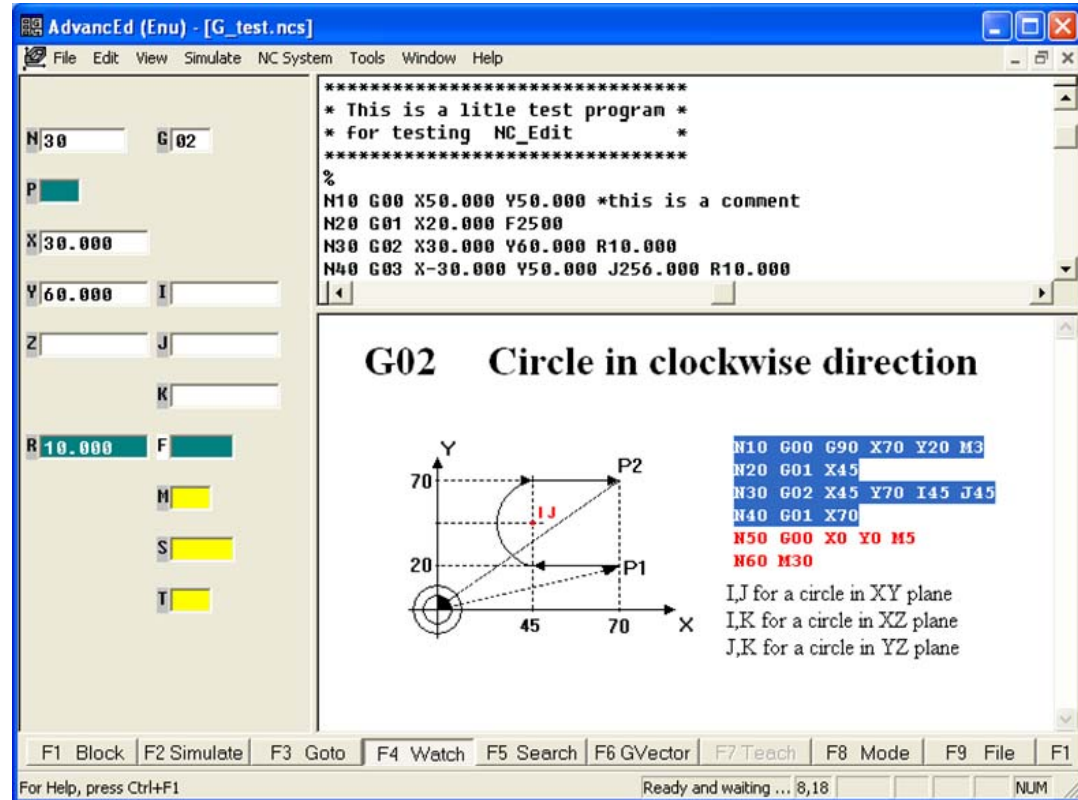 AdvancEd (Enu) - [G_test.ncs]
File Edit View Simulate NC System Tools Window Help
N 30 G 02
P
X 30.000
Y 60.000 I
Z J
K
R 10.000 F
M
S
T
********************************
* This is a litle test program *
* for testing NC_Edit *
********************************
%
N10 G00 X50.000 Y50.000 *this is a comment
N20 G01 X20.000 F2500
N30 G02 X30.000 Y60.000 R10.000
N40 G03 X-30.000 Y50.000 J256.000 R10.000
G02 Circle in clockwise direction
Y
70
P2
I J
20
P1
45 70 X
N10 G00 G90 X70 Y20 M3
N20 G01 X45
N30 G02 X45 Y70 I45 J45
N40 G01 X70
N50 G00 X0 Y0 M5
N60 M30
I,J for a circle in XY plane
I,K for a circle in XZ plane
J,K for a circle in YZ plane
F1 Block F2 Simulate F3 Goto F4 Watch F5 Search F6 GVector F7 Teach F8 Mode F9 File F1
For Help, press Ctrl+F1 Ready and waiting ... 8,18 NUM